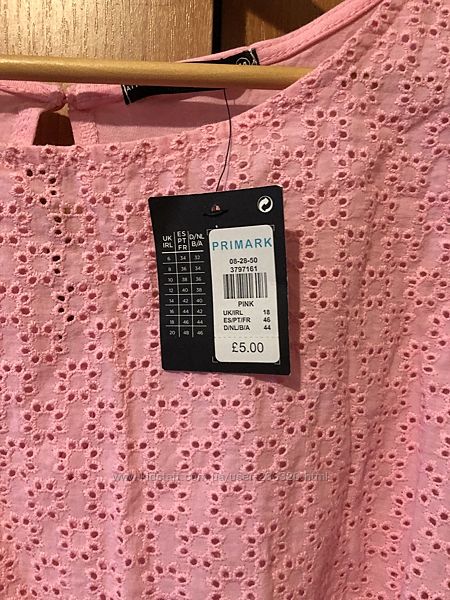 UK IRL ES PT FR D/NL B/A
6 34 32
8 36 34
10 38 36
12 40 38
14 42 40
16 44 42
18 46 44
20 48 46
PRIMARK
08-28-50
3797161
PINK
UK/IRL 18
ES/PT/FR 46
D/NL/B/A 44
£5.00